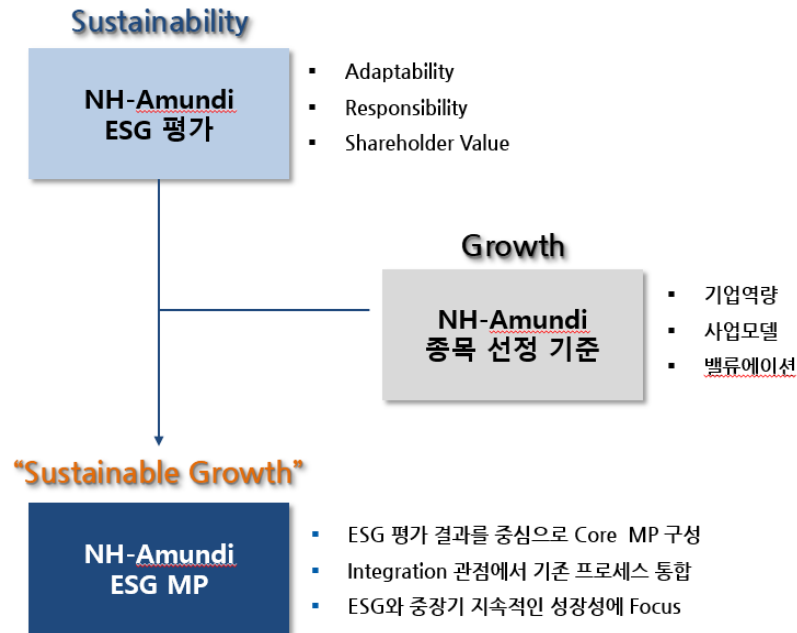 Sustainability
NH-Amundi
ESG 평가
▪ Adaptability
▪ Responsibility
▪ Shareholder Value
Growth
NH-Amundi
종목 선정 기준
▪ 기업역량
▪ 사업모델
▪ 밸류에이션
“Sustainable Growth”
NH-Amundi
ESG MP
▪ ESG 평가 결과를 중심으로 Core MP 구성
▪ Integration 관점에서 기존 프로세스 통합
▪ ESG와 중장기 지속적인 성장성에 Focus